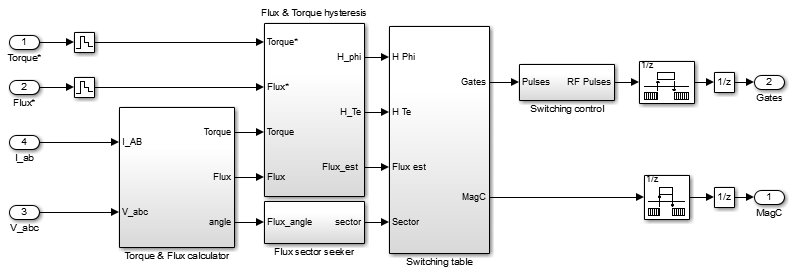 Flux & Torque hysteresis
1
Torque*
2
Flux*
4
I_ab
3
V_abc
I_AB
V_abc
Torque
Flux
angle
Torque & Flux calculator
Torque*
Flux*
Torque
Flux
H_phi
H_Te
Flux_est
Flux_angle
sector
Flux sector seeker
H Phi
H Te
Flux est
Sector
Gates
MagC
Switching table
Pulses
RF Pulses
Switching control
1/z
1/z
2
Gates
1/z
1/z
1
MagC